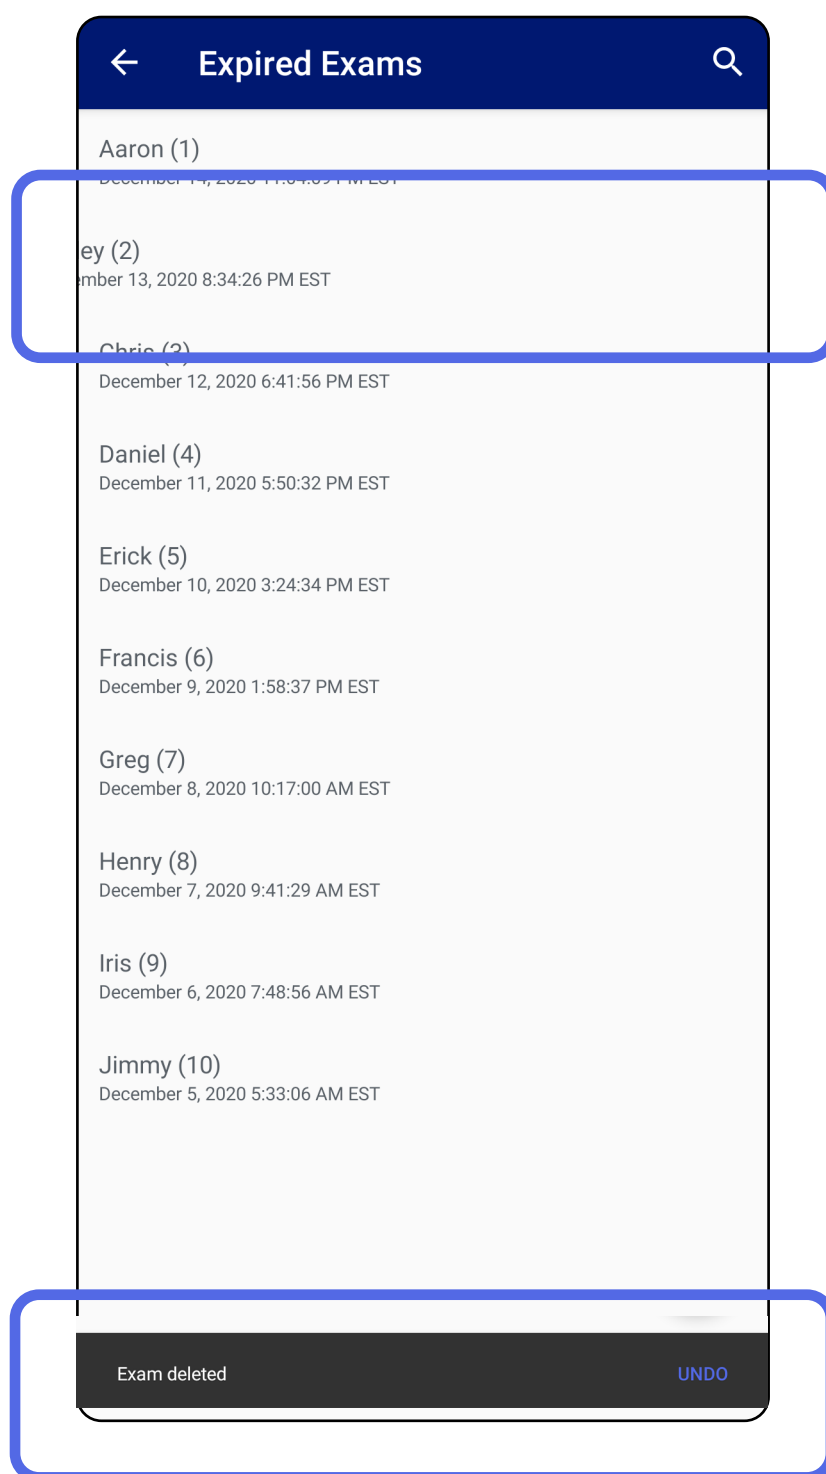 Expired Exams
Aaron (1)
December 14, 2020
ey (2)
ember 13, 2020 8:34:26 PM EST
Chris (3)
December 12, 2020 6:41:56 PM EST
Daniel (4)
December 11, 2020 5:50:32 PM EST
Erick (5)
December 10, 2020 3:24:34 PM EST
Francis (6)
December 9, 2020 1:58:37 PM EST
Greg (7)
December 8, 2020 10:17:00 AM EST
Henry (8)
December 7, 2020 9:41:29 AM EST
Iris (9)
December 6, 2020 7:48:56 AM EST
Jimmy (10)
December 5, 2020 5:33:06 AM EST
Exam deleted
UNDO